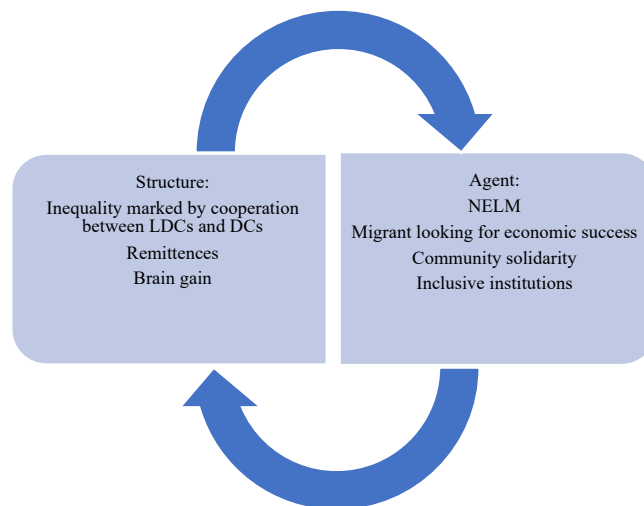 Structure:
Inequality marked by cooperation
between LDCs and DCs
Remittences
Brain gain
Agent:
NELM
Migrant looking for economic success
Community solidarity
Inclusive institutions